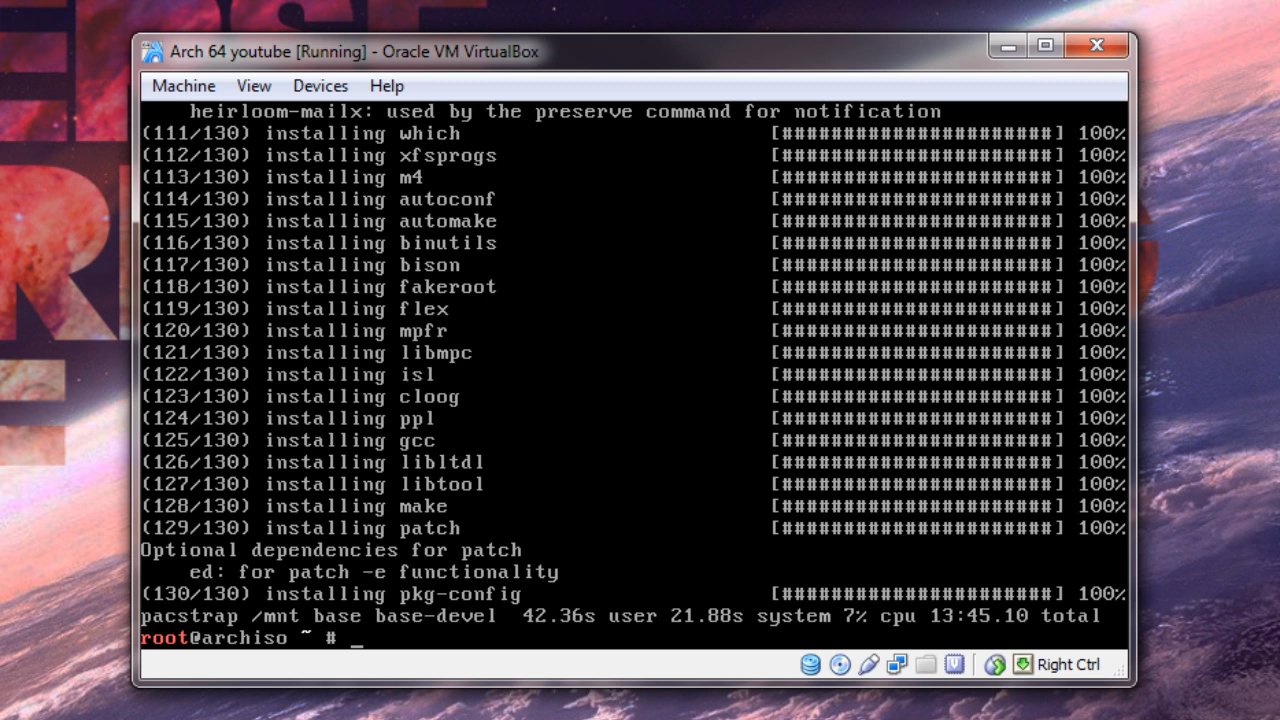 Arch 64 youtube [Running] - Oracle VM VirtualBox
Machine View Devices Help
heirloom-mailx: used by the preserve command for notification
(111/130) installing which [######################] 100%
(112/130) installing xfsprogs [######################] 100%
(113/130) installing m4 [######################] 100%
(114/130) installing autoconf [######################] 100%
(115/130) installing automake [######################] 100%
(116/130) installing binutils [######################] 100%
(117/130) installing bison [######################] 100%
(118/130) installing fakeroot [######################] 100%
(119/130) installing flex [######################] 100%
(120/130) installing mpfr [######################] 100%
(121/130) installing libmpc [######################] 100%
(122/130) installing isl [######################] 100%
(123/130) installing cloog [######################] 100%
(124/130) installing ppl [######################] 100%
(125/130) installing gcc [######################] 100%
(126/130) installing libltdl [######################] 100%
(127/130) installing libtool [######################] 100%
(128/130) installing make [######################] 100%
(129/130) installing patch [######################] 100%
Optional dependencies for patch
ed: for patch -e functionality
(130/130) installing pkg-config [######################] 100%
pacstrap /mnt base base-devel 42.36s user 21.88s system 7% cpu 13:45.10 total
root@archiso ~ # _
Right Ctrl